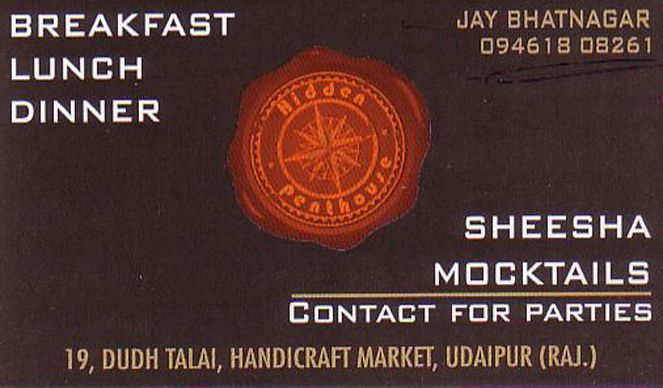 BREAKFAST
LUNCH
DINNER
JAY BHATNAGAR
094618 08261
Hidden
Penthouse
SHEESHA
MOCKTAILS
CONTACT FOR PARTIES
19, DUDH TALAI, HANDICRAFT MARKET, UDAIPUR (RAJ.)